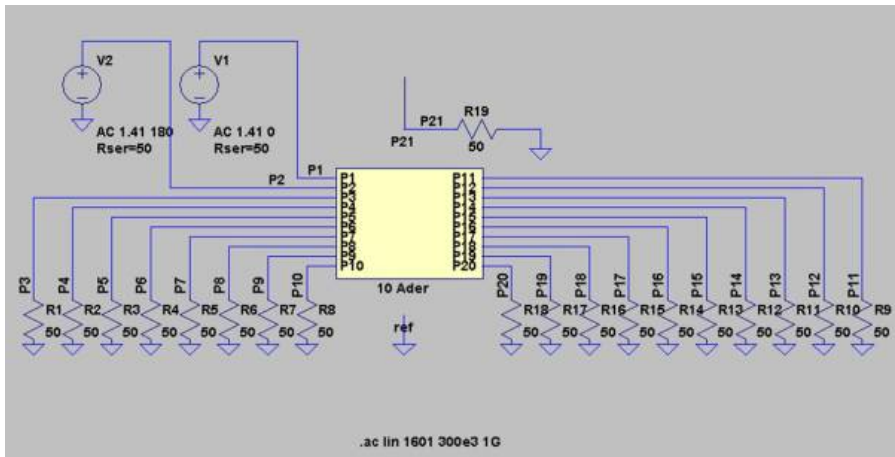 V2
V1
AC 1.41 180
Rser=50
AC 1.41 0
Rser=50
P21
P21
R19
50
P1
P2
P1
P2
P3
P4
P5
P6
P7
P8
P9
P10
P11
P12
P13
P14
P15
P16
P17
P18
P19
P20
10 Ader
ref
P3
R1
50
P4
R2
50
P5
R3
50
P6
R4
50
P7
R5
50
P8
R6
50
P9
R7
50
P10
R8
50
P20
R18
50
P19
R17
50
P18
R16
50
P17
R15
50
P16
R14
50
P15
R13
50
P14
R12
50
P13
R11
50
P12
R10
50
P11
R9
50
.ac lin 1601 300e3 1G